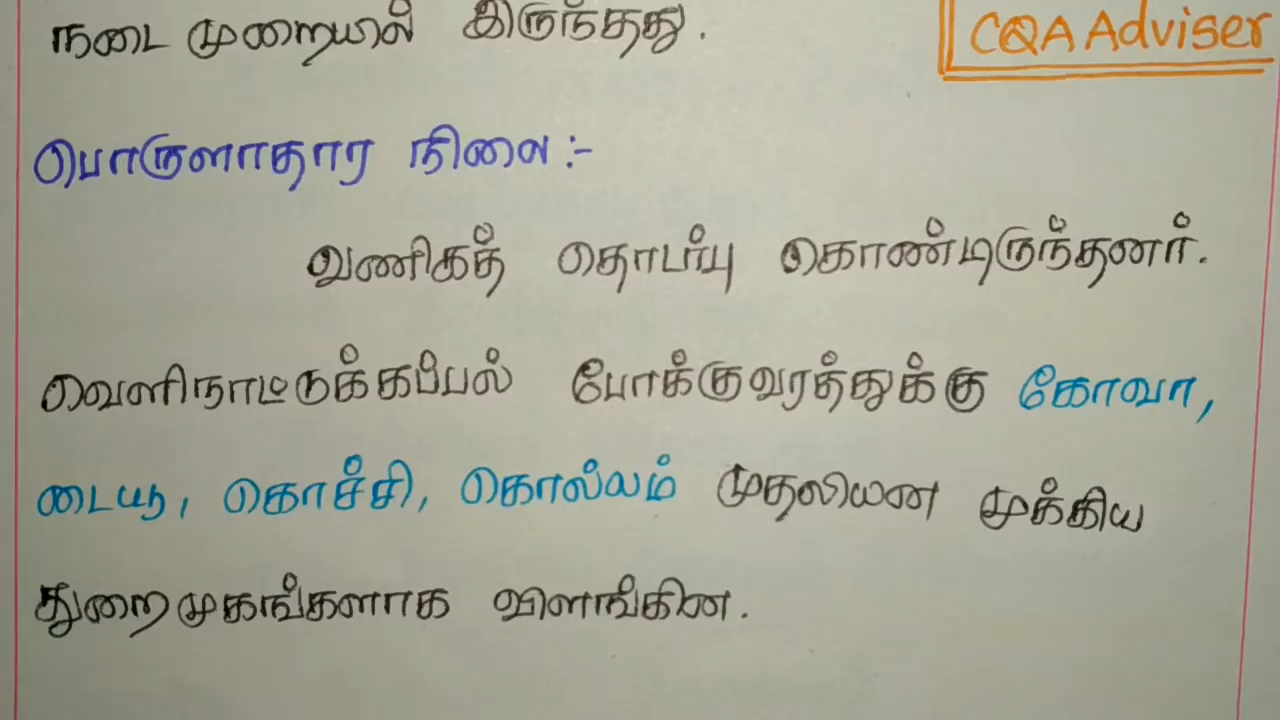 நடைமுறையில் இருந்தது.
CQA Adviser
பொருளாதார நிலை :-
வணிகத் தொடர்பு கொண்டிருந்தனர்.
வெளிநாட்டுக்கப்பல் போக்குவரத்துக்கு கோவா,
டையூ, கொச்சி, கொல்லம் முதலியன முக்கிய
துறைமுகங்களாக விளங்கின.